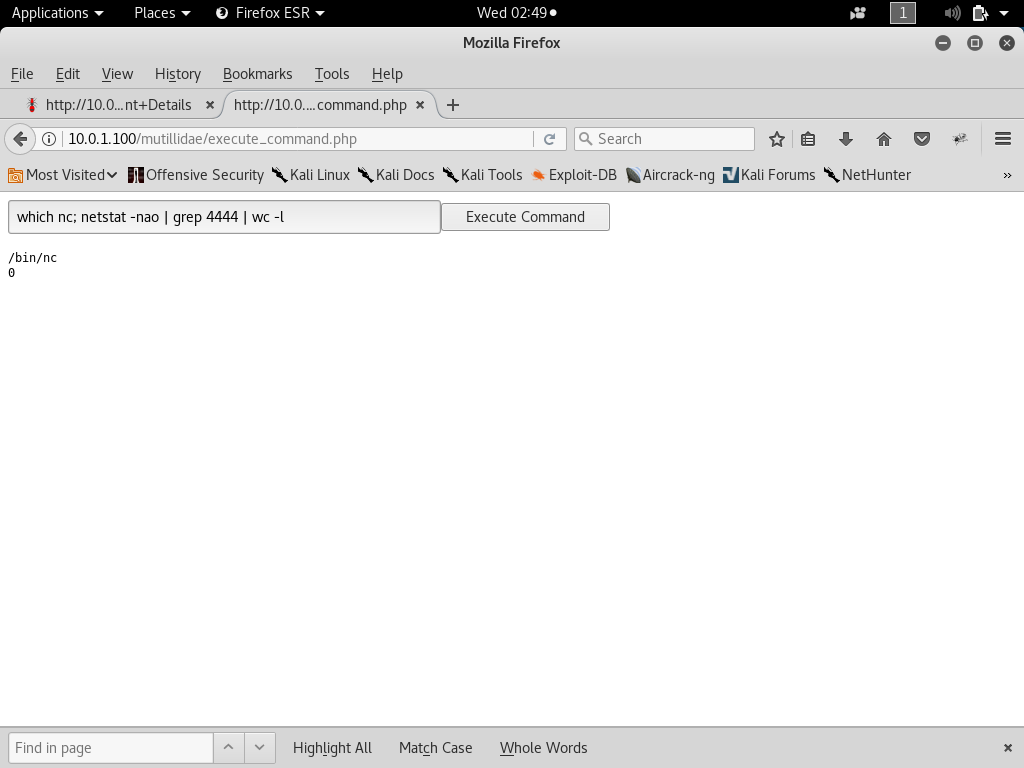 Applications Places Firefox ESR Wed 02:49 1
Mozilla Firefox
File Edit View History Bookmarks Tools Help
http://10.0...nt+Details http://10.0....command.php
10.0.1.100/mutillidae/execute_command.php Search
Most Visited Offensive Security Kali Linux Kali Docs Kali Tools Exploit-DB Aircrack-ng Kali Forums NetHunter »
which nc; netstat -nao | grep 4444 | wc -l Execute Command
/bin/nc
0
Find in page Highlight All Match Case Whole Words